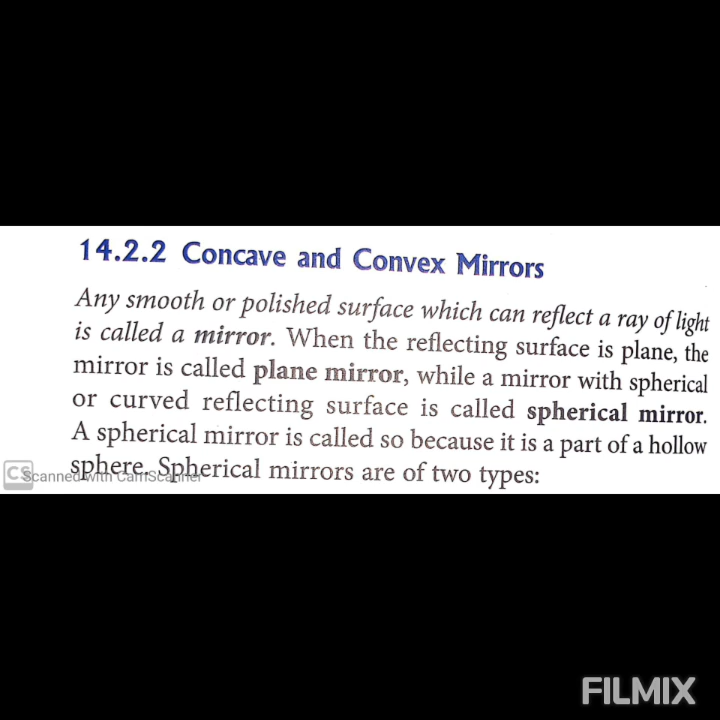 14.2.2 Concave and Convex Mirrors
Any smooth or polished surface which can reflect a ray of light
is called a mirror. When the reflecting surface is plane, the
mirror is called plane mirror, while a mirror with spherical
or curved reflecting surface is called spherical mirror.
A spherical mirror is called so because it is a part of a hollow
sphere. Spherical mirrors are of two types:
CS Scanned with CamScanner
FILMIX